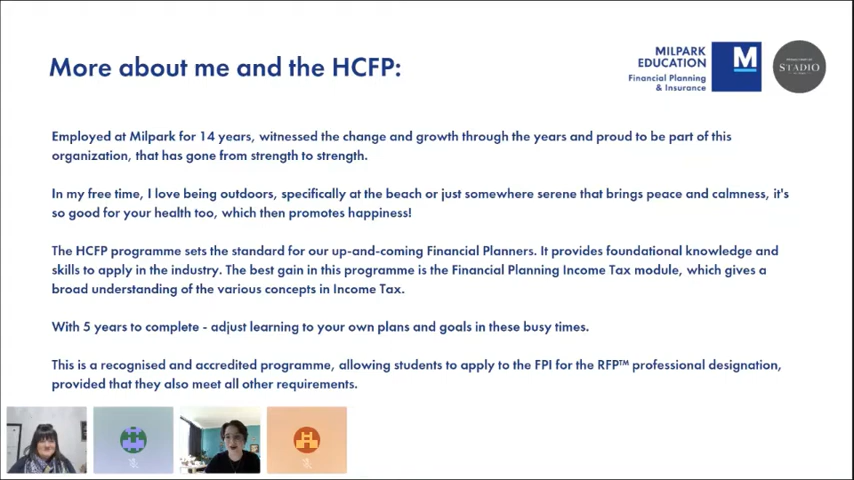 More about me and the HCFP:
MILPARK
EDUCATION
Financial Planning
& Insurance
M
STADIO
Employed at Milpark for 14 years, witnessed the change and growth through the years and proud to be part of this
organization, that has gone from strength to strength.
In my free time, I love being outdoors, specifically at the beach or just somewhere serene that brings peace and calmness, it's
so good for your health too, which then promotes happiness!
The HCFP programme sets the standard for our up-and-coming Financial Planners. It provides foundational knowledge and
skills to apply in the industry. The best gain in this programme is the Financial Planning Income Tax module, which gives a
broad understanding of the various concepts in Income Tax.
With 5 years to complete - adjust learning to your own plans and goals in these busy times.
This is a recognised and accredited programme, allowing students to apply to the FPI for the RFP™ professional designation,
provided that they also meet all other requirements.